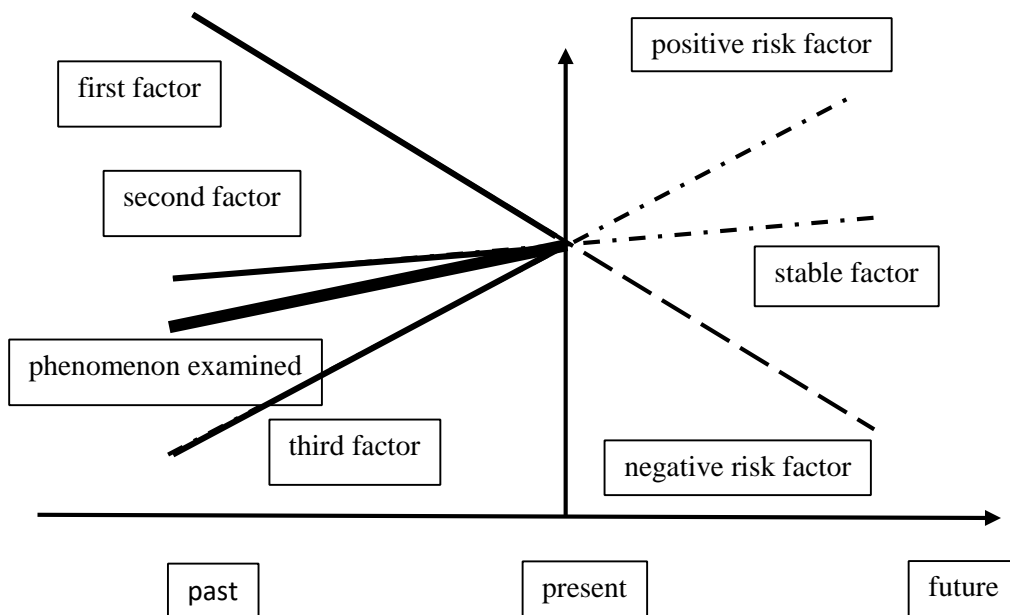 positive risk factor
first factor
second factor
stable factor
phenomenon examined
third factor
negative risk factor
past
present
future